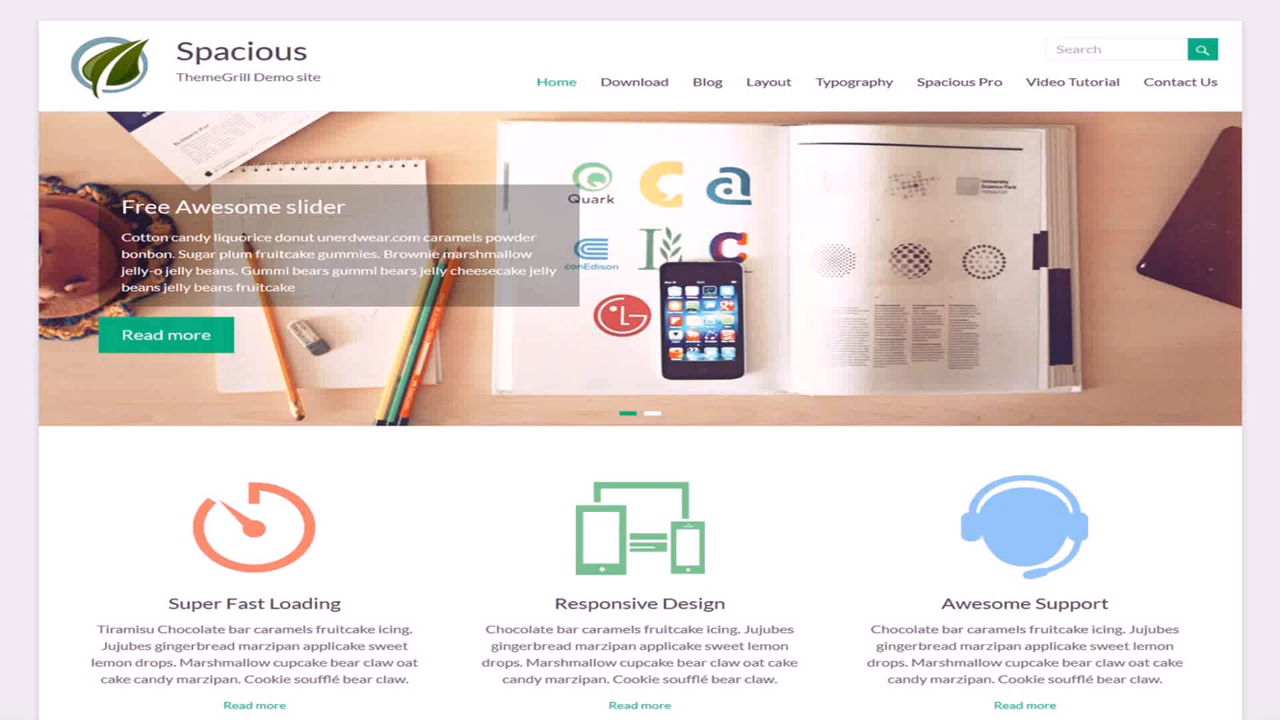 Spacious
ThemeGrill Demo site
Search
Home Download Blog Layout Typography Spacious Pro Video Tutorial Contact Us
Free Awesome slider
Cotton candy liquorice donut unerdwear.com caramels powder
bonbon. Sugar plum fruitcake gummies. Brownie marshmallow
jelly-o jelly beans. Gummi bears gummi bears jelly cheesecake jelly
beans jelly beans fruitcake
Read more
Quark
conEdison
University
Science Park
Super Fast Loading
Tiramisu Chocolate bar caramels fruitcake icing.
Jujubes gingerbread marzipan applicake sweet
lemon drops. Marshmallow cupcake bear claw oat
cake candy marzipan. Cookie soufflé bear claw.
Read more
Responsive Design
Chocolate bar caramels fruitcake icing. Jujubes
gingerbread marzipan applicake sweet lemon
drops. Marshmallow cupcake bear claw oat cake
candy marzipan. Cookie soufflé bear claw.
Read more
Awesome Support
Chocolate bar caramels fruitcake icing. Jujubes
gingerbread marzipan applicake sweet lemon
drops. Marshmallow cupcake bear claw oat cake
candy marzipan. Cookie soufflé bear claw.
Read more